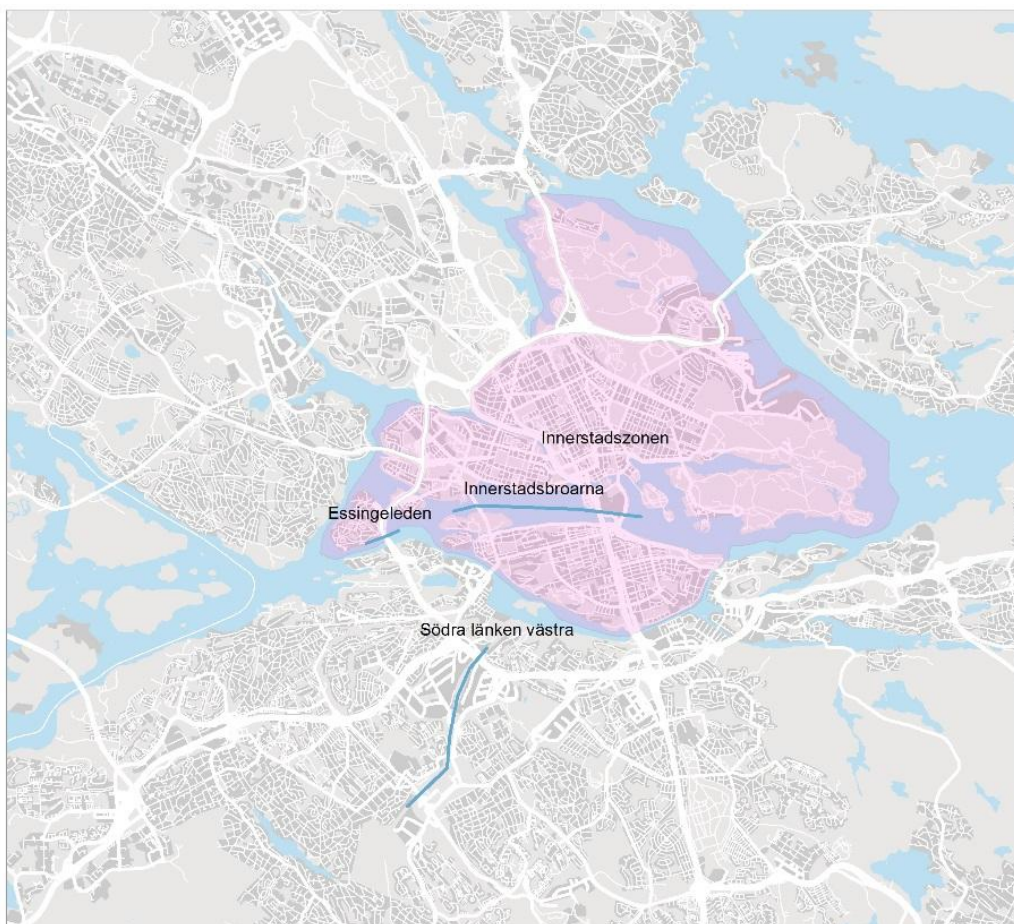 Innerstadszonen
Innerstadsbroarna
Essingeleden
Södra länken västra